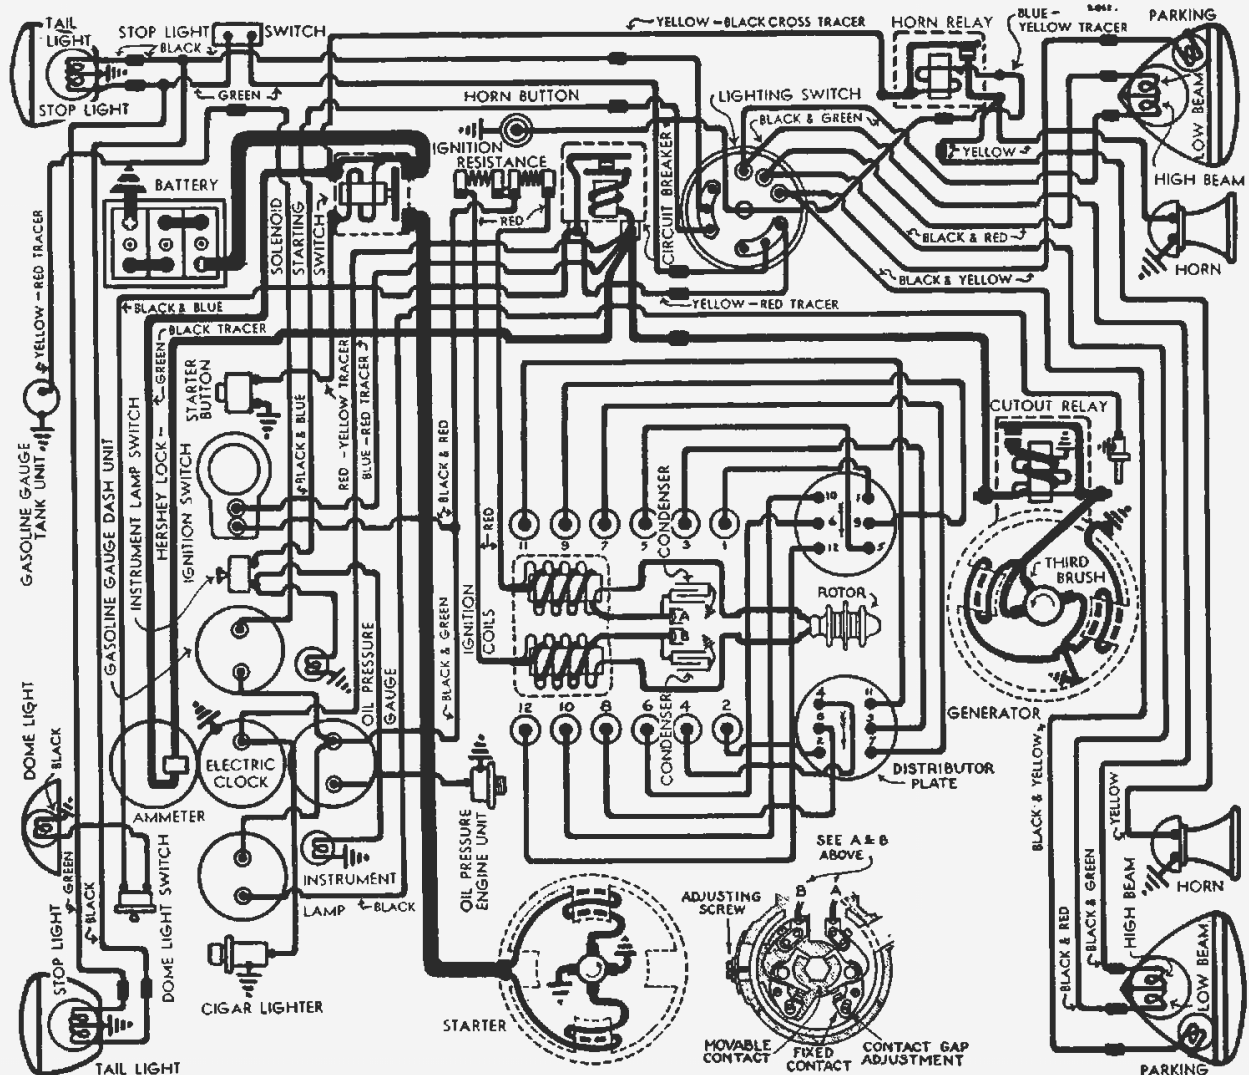 TAIL
LIGHT
STOP LIGHT
SWITCH
BLACK
GREEN
STOP LIGHT
YELLOW-BLACK CROSS TRACER
HORN RELAY
BLUE-
YELLOW TRACER
PARKING
HORN BUTTON
LIGHTING SWITCH
BLACK & GREEN
LOW BEAM
YELLOW
HIGH BEAM
IGNITION
RESISTANCE
RED
CIRCUIT BREAKER
BATTERY
SOLENOID
STARTING
SWITCH
BLACK & RED
BLACK & YELLOW
HORN
YELLOW-RED TRACER
YELLOW-RED TRACER
BLACK & BLUE
BLACK TRACER
GREEN
STARTER
BUTTON
BLACK & BLUE
RED-YELLOW TRACER
BLUE-RED TRACER
BLACK & RED
CUTOUT RELAY
GASOLINE GAUGE
TANK UNIT
GASOLINE GAUGE DASH UNIT
INSTRUMENT LAMP SWITCH
HERSHEY LOCK-
IGNITION SWITCH
RED
11
9
7
5
3
1
CONDENSER
10
1
6
9
12
5
IGNITION
COILS
A
B
ROTOR
THIRD
BRUSH
BLACK & GREEN
OIL PRESSURE
GAUGE
GENERATOR
12
10
8
6
4
2
CONDENSER
4
11
8
3
2
7
DISTRIBUTOR
PLATE
DOME LIGHT
BLACK
ELECTRIC
CLOCK
AMMETER
OIL PRESSURE
ENGINE UNIT
SEE A & B
ABOVE
BLACK & YELLOW
YELLOW
HORN
GREEN
BLACK
DOME LIGHT SWITCH
INSTRUMENT
LAMP
BLACK
ADJUSTING
SCREW
B
A
BLACK & RED
BLACK & GREEN
HIGH BEAM
LOW BEAM
STOP LIGHT
CIGAR LIGHTER
STARTER
MOVABLE
CONTACT
FIXED
CONTACT
CONTACT GAP
ADJUSTMENT
TAIL LIGHT
PARKING